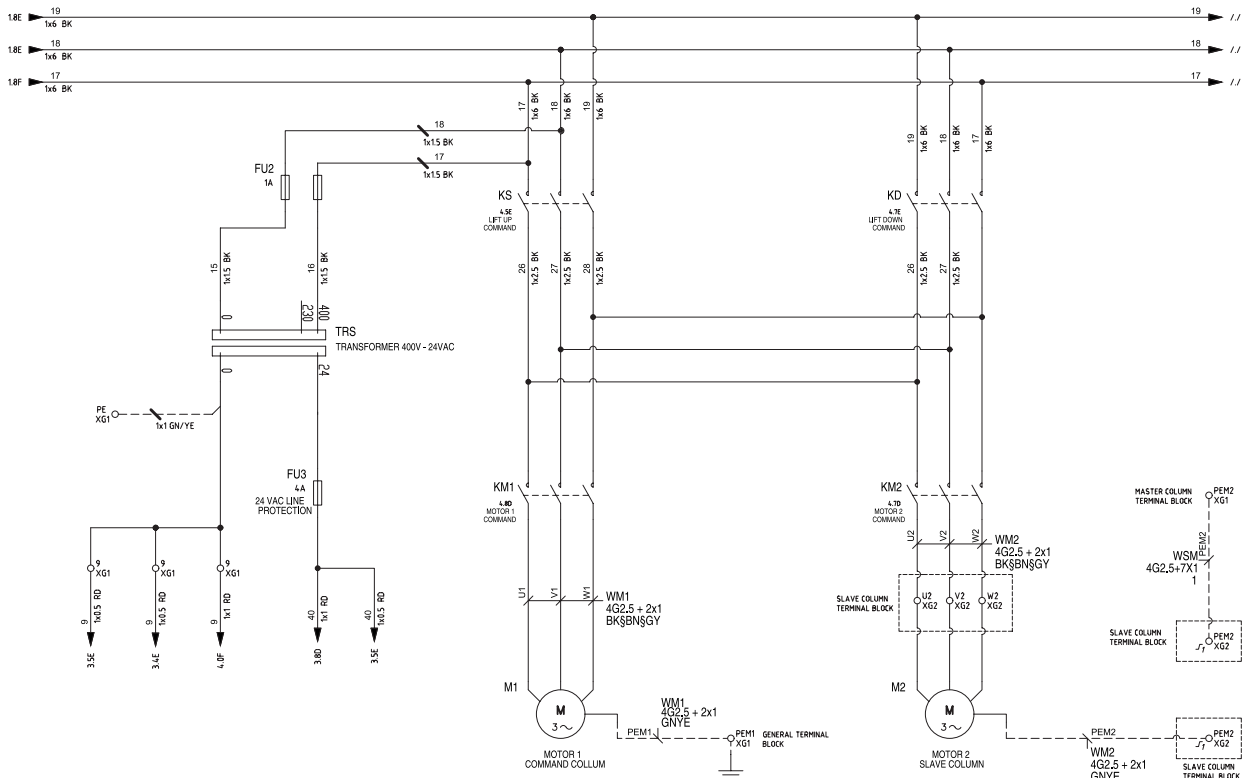 1.8E
19
1x6 BK
19
/./
1.8E
18
1x6 BK
18
/./
1.8F
17
1x6 BK
17
/./
17
1x6 BK
18
1x6 BK
19
1x6 BK
19
1x6 BK
18
1x6 BK
17
1x6 BK
18
1x1.5 BK
17
1x1.5 BK
FU2
1A
KS
4.5E
LIFT UP
COMMAND
KD
4.7E
LIFT DOWN
COMMAND
15
1x1.5 BK
16
1x1.5 BK
26
1x2.5 BK
27
1x2.5 BK
28
1x2.5 BK
26
1x2.5 BK
27
1x2.5 BK
1x2.5 BK
0
230
400
TRS
TRANSFORMER 400V - 24VAC
0
24
PE
XG1
1x1 GN/YE
FU3
4A
24 VAC LINE
PROTECTION
KM1
4.8D
MOTOR 1
COMMAND
KM2
4.7D
MOTOR 2
COMMAND
MASTER COLUMN
TERMINAL BLOCK
PEM2
XG1
PEM2
WSM
4G2.5+7X1
1
U2
V2
W2
WM2
4G2.5 + 2x1
BK§BN§GY
9
XG1
9
XG1
9
XG1
U1
V1
W1
WM1
4G2.5 + 2x1
BK§BN§GY
SLAVE COLUMN
TERMINAL BLOCK
U2
XG2
V2
XG2
W2
XG2
9
1x0.5 RD
9
1x0.5 RD
9
1x1 RD
40
1x1 RD
40
1x0.5 RD
SLAVE COLUMN
TERMINAL BLOCK
PEM2
XG2
3.5E
3.4E
4.0F
3.8D
3.5E
M1
M
3 ~
MOTOR 1
COMMAND COLLUM
WM1
4G2.5 + 2x1
GNYE
PEM1
PEM1
XG1
GENERAL TERMINAL
BLOCK
M2
M
3 ~
MOTOR 2
SLAVE COLUMN
PEM2
WM2
4G2.5 + 2x1
GNYE
PEM2
XG2
SLAVE COLUMN
TERMINAL BLOCK